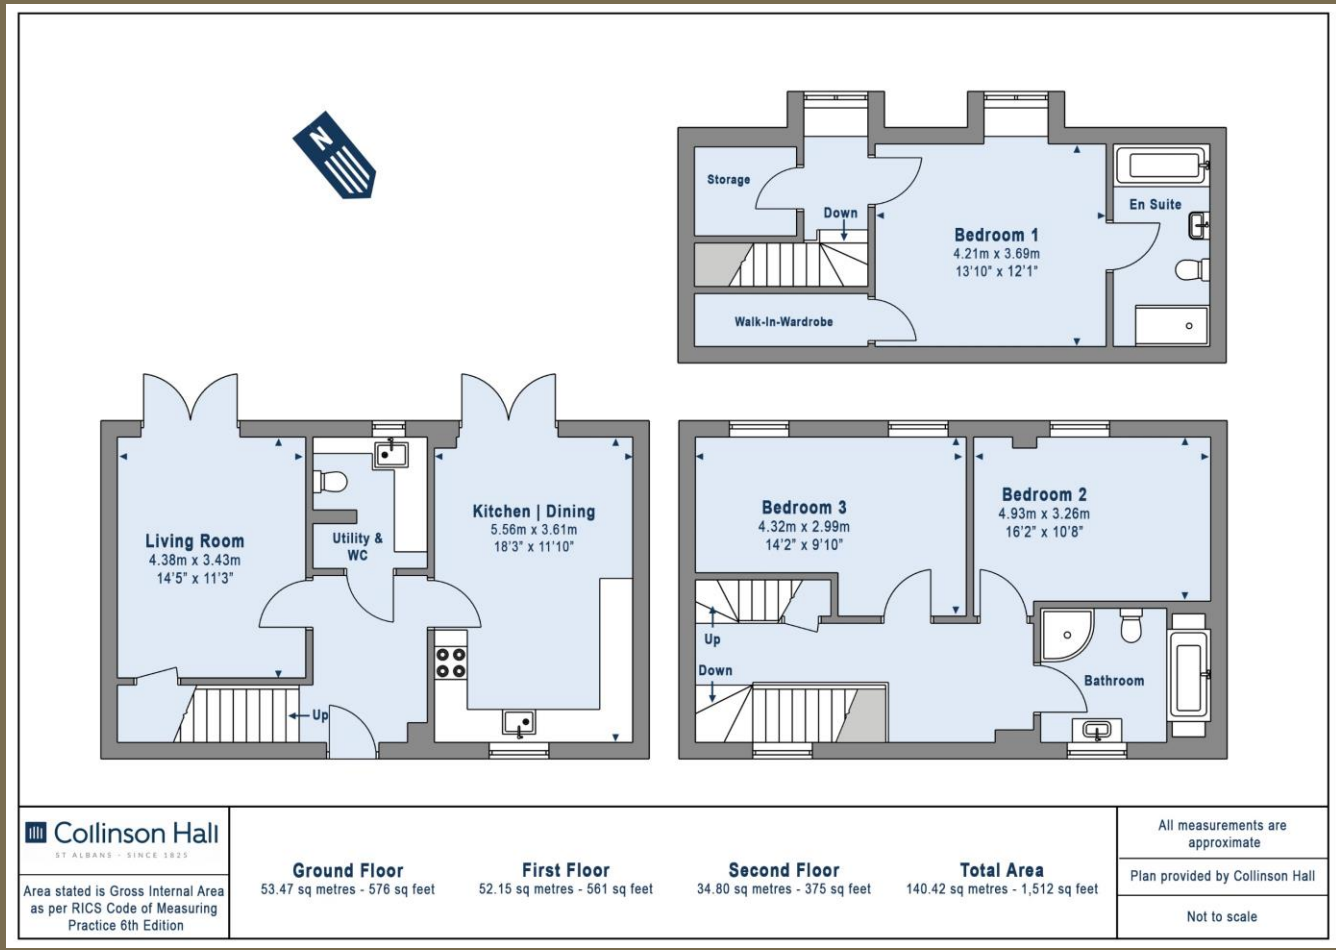 N
Storage
Down
En Suite
Bedroom 1
4.21m x 3.69m
13'10" x 12'1"
Walk-In-Wardrobe
Living Room
4.38m x 3.43m
14'5" x 11'3"
Utility &
WC
Kitchen | Dining
5.56m x 3.61m
18'3" x 11'10"
Up
Bedroom 3
4.32m x 2.99m
14'2" x 9'10"
Bedroom 2
4.93m x 3.26m
16'2" x 10'8"
Up
Down
Bathroom
Collinson Hall
ST ALBANS - SINCE 1825
Area stated is Gross Internal Area
as per RICS Code of Measuring
Practice 6th Edition
Ground Floor
53.47 sq metres - 576 sq feet
First Floor
52.15 sq metres - 561 sq feet
Second Floor
34.80 sq metres - 375 sq feet
Total Area
140.42 sq metres - 1,512 sq feet
All measurements are
approximate
Plan provided by Collinson Hall
Not to scale